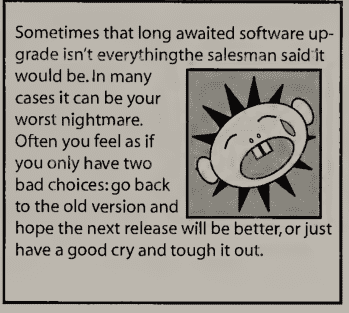 Sometimes that long awaited software up-
grade isn't everythingthe salesman said it
would be. In many
cases it can be your
worst nightmare.
Often you feel as if
you only have two
bad choices: go back
to the old version and
hope the next release will be better, or just
have a good cry and tough it out.